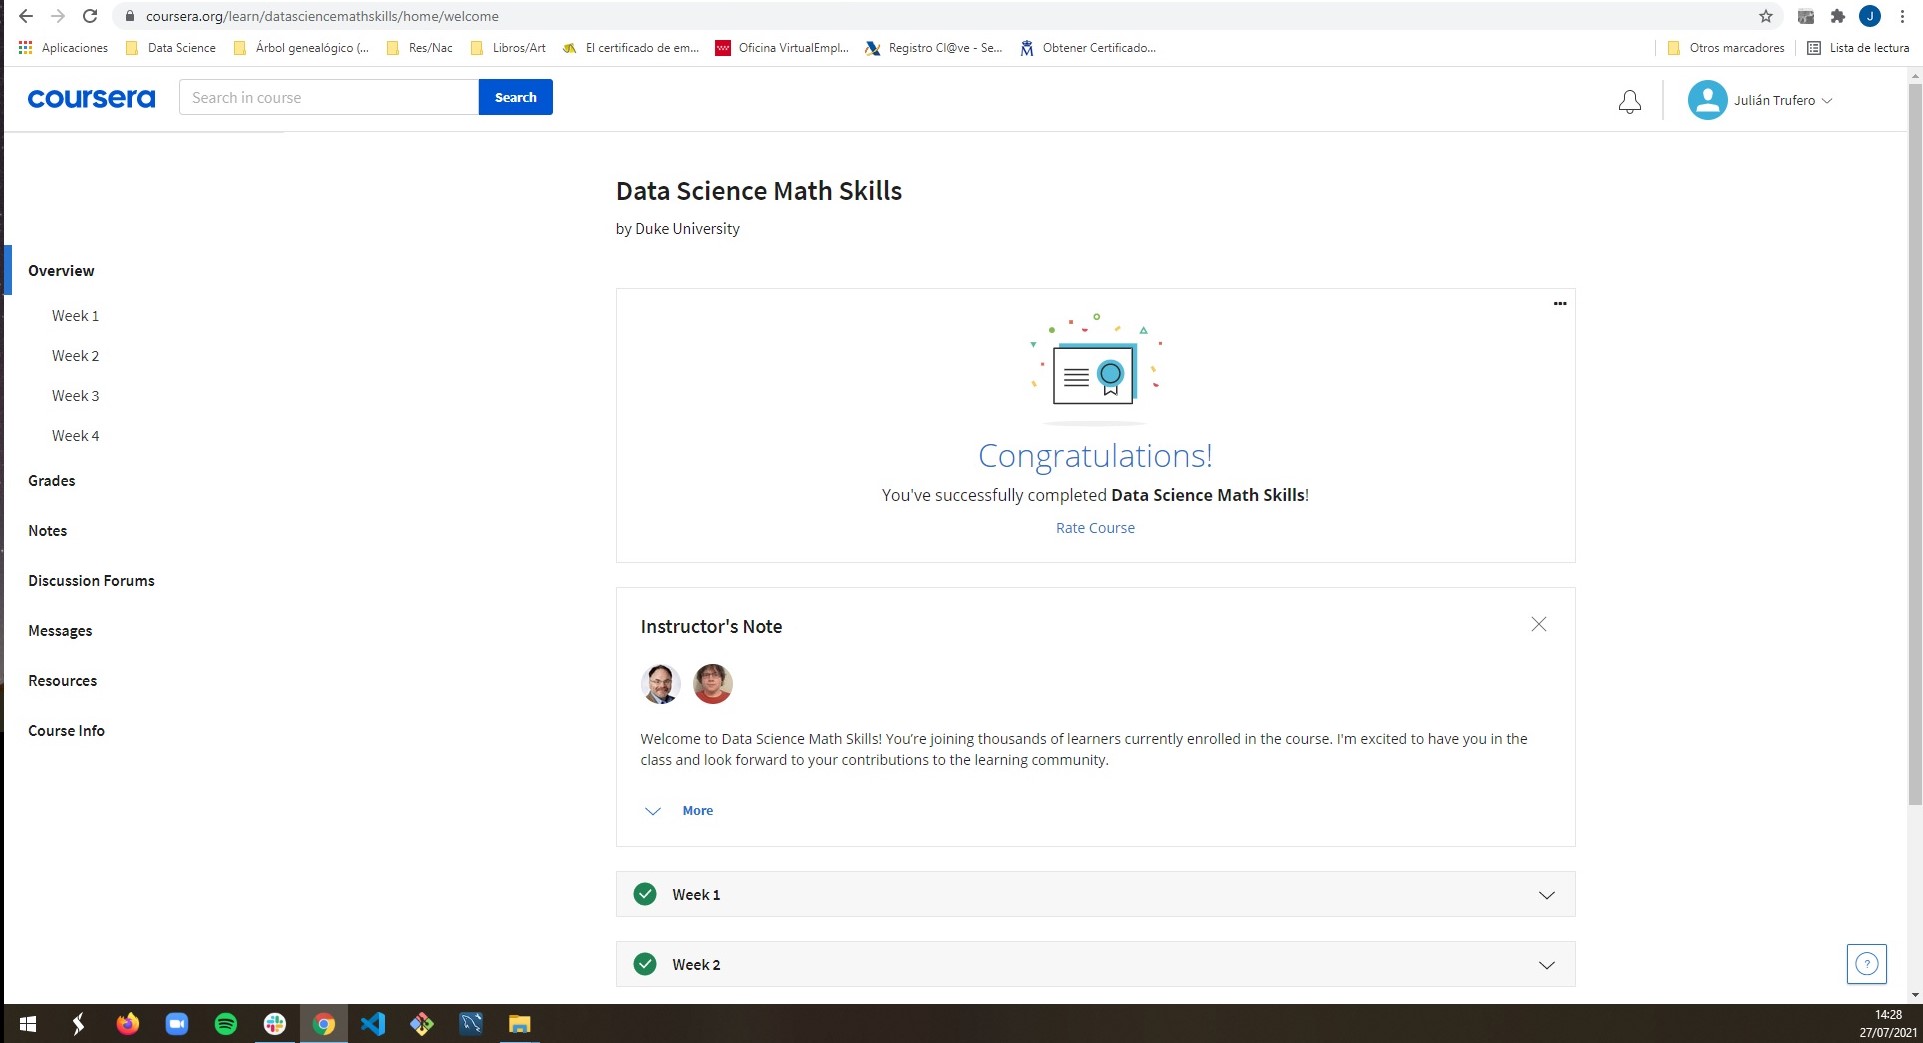 coursera.org/learn/datasciencemathskills/home/welcome
J
Aplicaciones
Data Science
Árbol genealógico (...
Res/Nac
Libros/Art
El certificado de em...
Oficina VirtualEmpl...
Registro Cl@ve - Se...
Obtener Certificado...
Otros marcadores
Lista de lectura
coursera
Search in course
Search
Julián Trufero
Data Science Math Skills
by Duke University
Overview
Week 1
Week 2
Week 3
Week 4
Grades
Notes
Discussion Forums
Messages
Resources
Course Info
Congratulations!
You've successfully completed Data Science Math Skills!
Rate Course
Instructor's Note
Welcome to Data Science Math Skills! You’re joining thousands of learners currently enrolled in the course. I'm excited to have you in the
class and look forward to your contributions to the learning community.
More
Week 1
Week 2
?
14:28
27/07/2021